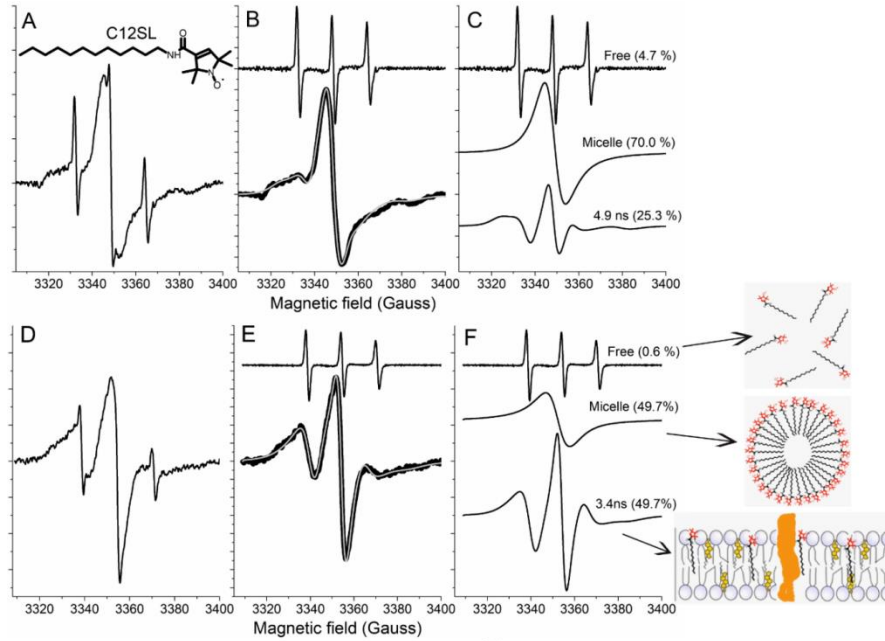 A
C12SL
O
NH
N
O
B
C
Free (4.7 %)
Micelle (70.0 %)
4.9 ns (25.3 %)
3320 3340 3360 3380 3400
3320 3340 3360 3380 3400
3320 3340 3360 3380 3400
Magnetic field (Gauss)
D
E
F
Free (0.6 %)
Micelle (49.7%)
3.4ns (49.7%)
3320 3340 3360 3380 3400
3320 3340 3360 3380 3400
3320 3340 3360 3380 3400
Magnetic field (Gauss)